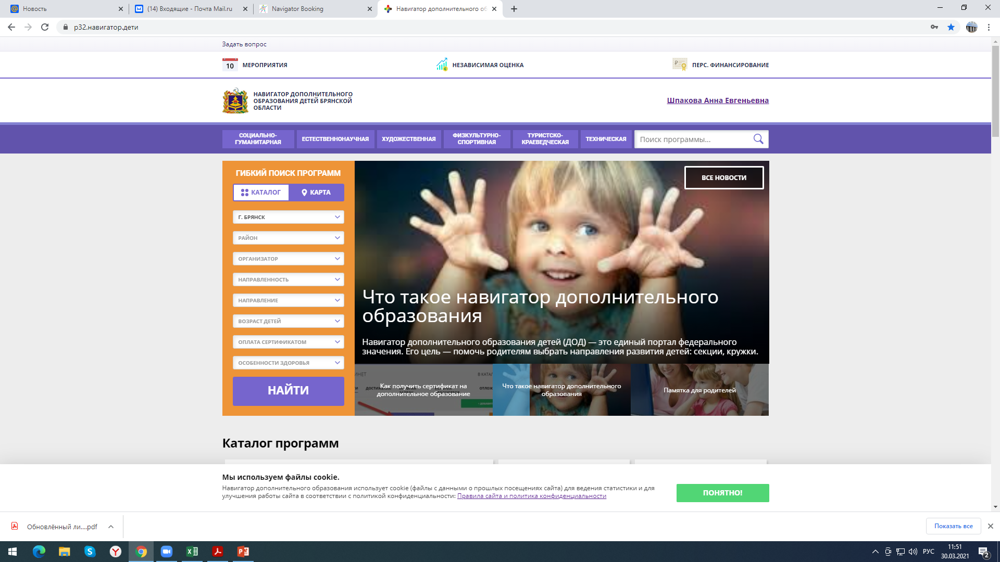 Новость
(14) Входящие - Почта Mail.ru
Navigator Booking
Навигатор дополнительного об
р32.навигатор.дети
Задать вопрос
10
МЕРОПРИЯТИЯ
НЕЗАВИСИМАЯ ОЦЕНКА
ПЕРС. ФИНАНСИРОВАНИЕ
НАВИГАТОР ДОПОЛНИТЕЛЬНОГО
ОБРАЗОВАНИЯ ДЕТЕЙ БРЯНСКОЙ
ОБЛАСТИ
Шпакова Анна Евгеньевна
СОЦИАЛЬНО-
ГУМАНИТАРНАЯ
ЕСТЕСТВЕННОНАУЧНАЯ
ХУДОЖЕСТВЕННАЯ
ФИЗКУЛЬТУРНО-
СПОРТИВНАЯ
ТУРИСТСКО-
КРАЕВЕДЧЕСКАЯ
ТЕХНИЧЕСКАЯ
Поиск программы...
ГИБКИЙ ПОИСК ПРОГРАММ
КАТАЛОГ
КАРТА
Г. БРЯНСК
РАЙОН
ОРГАНИЗАТОР
НАПРАВЛЕННОСТЬ
НАПРАВЛЕНИЕ
ВОЗРАСТ ДЕТЕЙ
ОПЛАТА СЕРТИФИКАТОМ
ОСОБЕННОСТИ ЗДОРОВЬЯ
НАЙТИ
ВСЕ НОВОСТИ
Что такое навигатор дополнительного
образования
Навигатор дополнительного образования детей (ДОД) — это единый портал федерального
значения. Его цель — помочь родителям выбрать направления развития детей: секции, кружки.
Как получить сертификат на
дополнительное образование
Что такое навигатор дополнительного
образования
Памятка для родителей
Каталог программ
Мы используем файлы cookie.
Навигатор дополнительного образования использует cookie (файлы с данными о прошлых посещениях сайта) для ведения статистики и для
улучшения работы сайта в соответствии с политикой конфиденциальности: Правила сайта и политика конфиденциальности
ПОНЯТНО!
Обновлённый ли....pdf
Показать все
РУС
11:51
30.03.2021
2